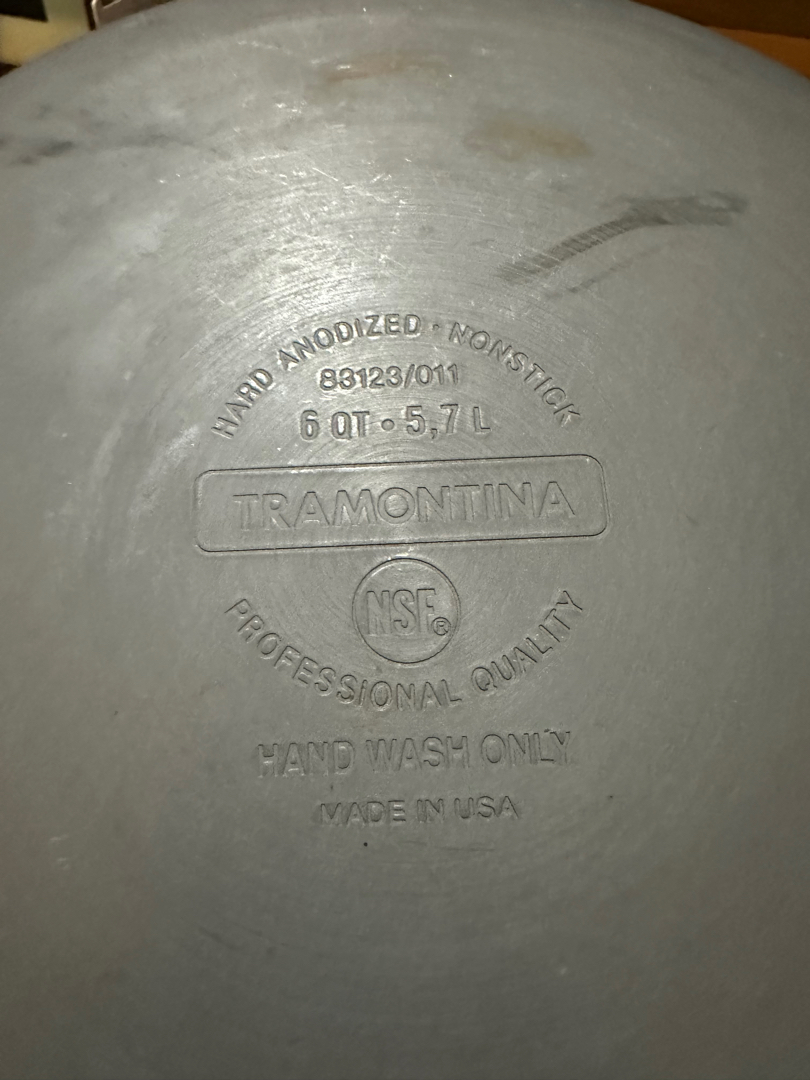 HARD ANODIZED · NONSTICK
83123/011
6 QT • 5,7 L
TRAMONTINA
NSF®
PROFESSIONAL QUALITY
HAND WASH ONLY
MADE IN USA